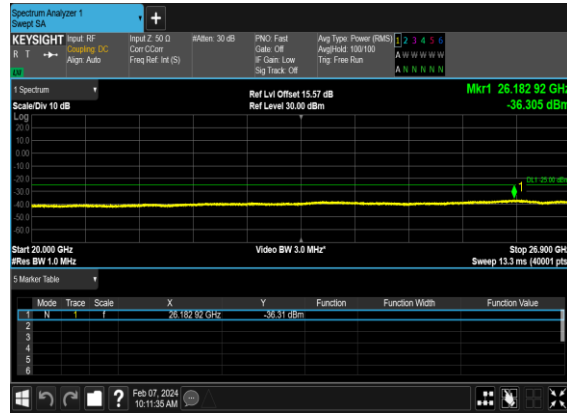 Spectrum Analyzer 1
Swept SA
+
KEYSIGHT Input: RF Input Z: 50 Ω #Atten: 30 dB PNO: Fast Avg Type: Power (RMS) 1 2 3 4 5 6
R T Coupling: DC Corr CCorr Gate: Off Avg|Hold: 100/100 A W W W W W
Align: Auto Freq Ref: Int (S) IF Gain: Low Trig: Free Run A N N N N N
Sig Track: Off
1 Spectrum Ref Lvl Offset 15.57 dB Mkr1 26.182 92 GHz
Scale/Div 10 dB Ref Level 30.00 dBm -36.305 dBm
Log
20.0
10.0
0.00
-10.0
-20.0
DL1 -25.00 dBm
1
-30.0
-40.0
-50.0
-60.0
Start 20.000 GHz Video BW 3.0 MHz* Stop 26.900 GHz
#Res BW 1.0 MHz Sweep 13.3 ms (40001 pts
5 Marker Table
Mode Trace Scale X Y Function Function Width Function Value
1 N 1 f 26.182 92 GHz -36.31 dBm
2
3
4
5
6
? Feb 07, 2024
10:11:35 AM